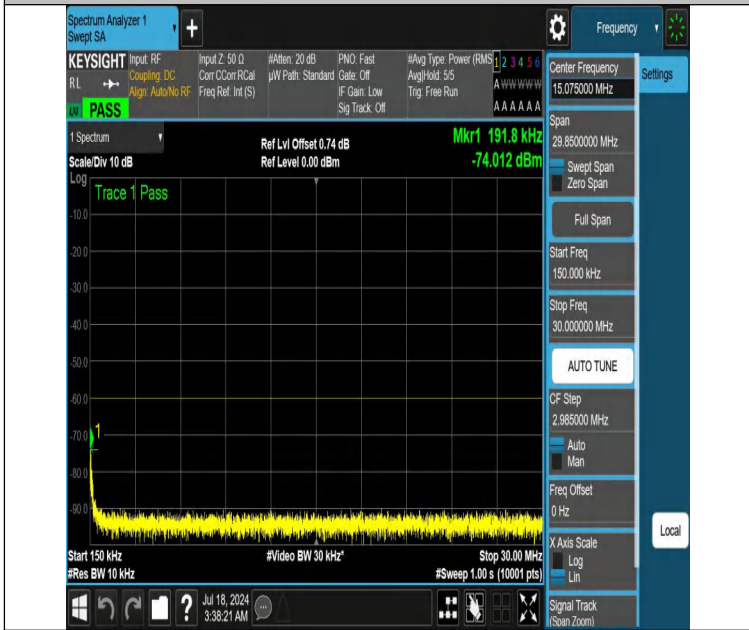 Spectrum Analyzer 1
Swept SA
Frequency
KEYSIGHT
RL
PASS
Input: RF
Coupling: DC
Align: Auto/No RF
Input Z: 50 Ω
Corr CCorr RCal
Freq Ref: Int (S)
#Atten: 20 dB
µW Path: Standard
PNO: Fast
Gate: Off
IF Gain: Low
Sig Track: Off
#Avg Type: Power (RMS
Avg|Hold: 5/5
Trig: Free Run
1 2 3 4 5 6
A W W W W W
A A A A A A
1 Spectrum
Scale/Div 10 dB
Log
Ref Lvl Offset 0.74 dB
Ref Level 0.00 dBm
Mkr1 191.8 kHz
-74.012 dBm
Trace 1 Pass
-10.0
-20.0
-30.0
-40.0
-50.0
-60.0
-70.0
-80.0
-90.0
1
Start 150 kHz
#Res BW 10 kHz
#Video BW 30 kHz*
Stop 30.00 MHz
#Sweep 1.00 s (10001 pts)
Jul 18, 2024
3:38:21 AM
Center Frequency
15.075000 MHz
Span
29.8500000 MHz
Swept Span
Zero Span
Full Span
Start Freq
150.000 kHz
Stop Freq
30.000000 MHz
AUTO TUNE
CF Step
2.985000 MHz
Auto
Man
Freq Offset
0 Hz
X Axis Scale
Log
Lin
Signal Track
(Span Zoom)
Settings
Local